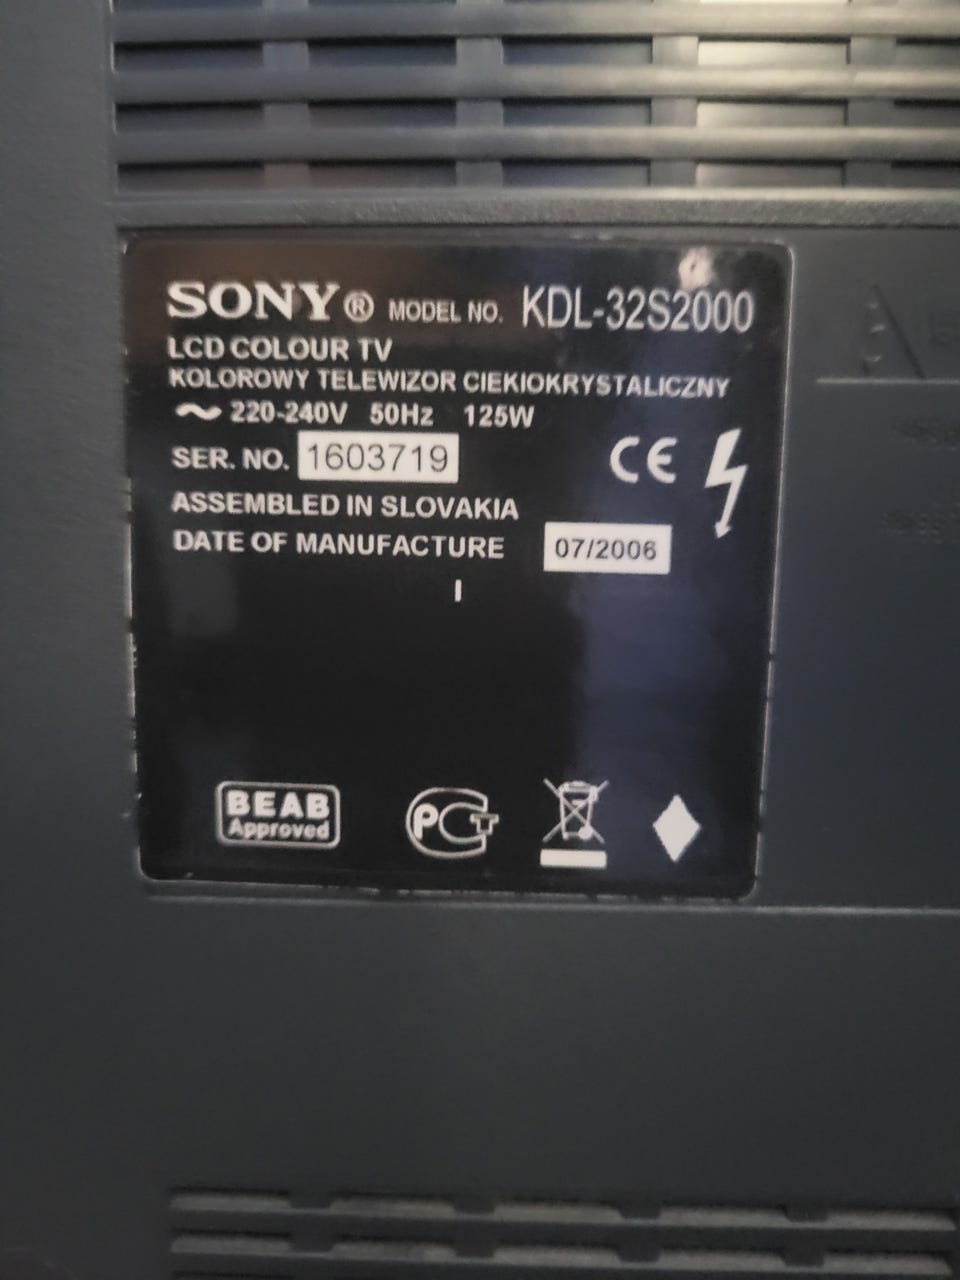 SONY® MODEL NO. KDL-32S2000
LCD COLOUR TV
KOLOROWY TELEWIZOR CIEKIOKRYSTALICZNY
~ 220-240V 50Hz 125W
SER. NO. 1603719
CE
ASSEMBLED IN SLOVAKIA
DATE OF MANUFACTURE 07/2006
I
BEAB
Approved
PCT